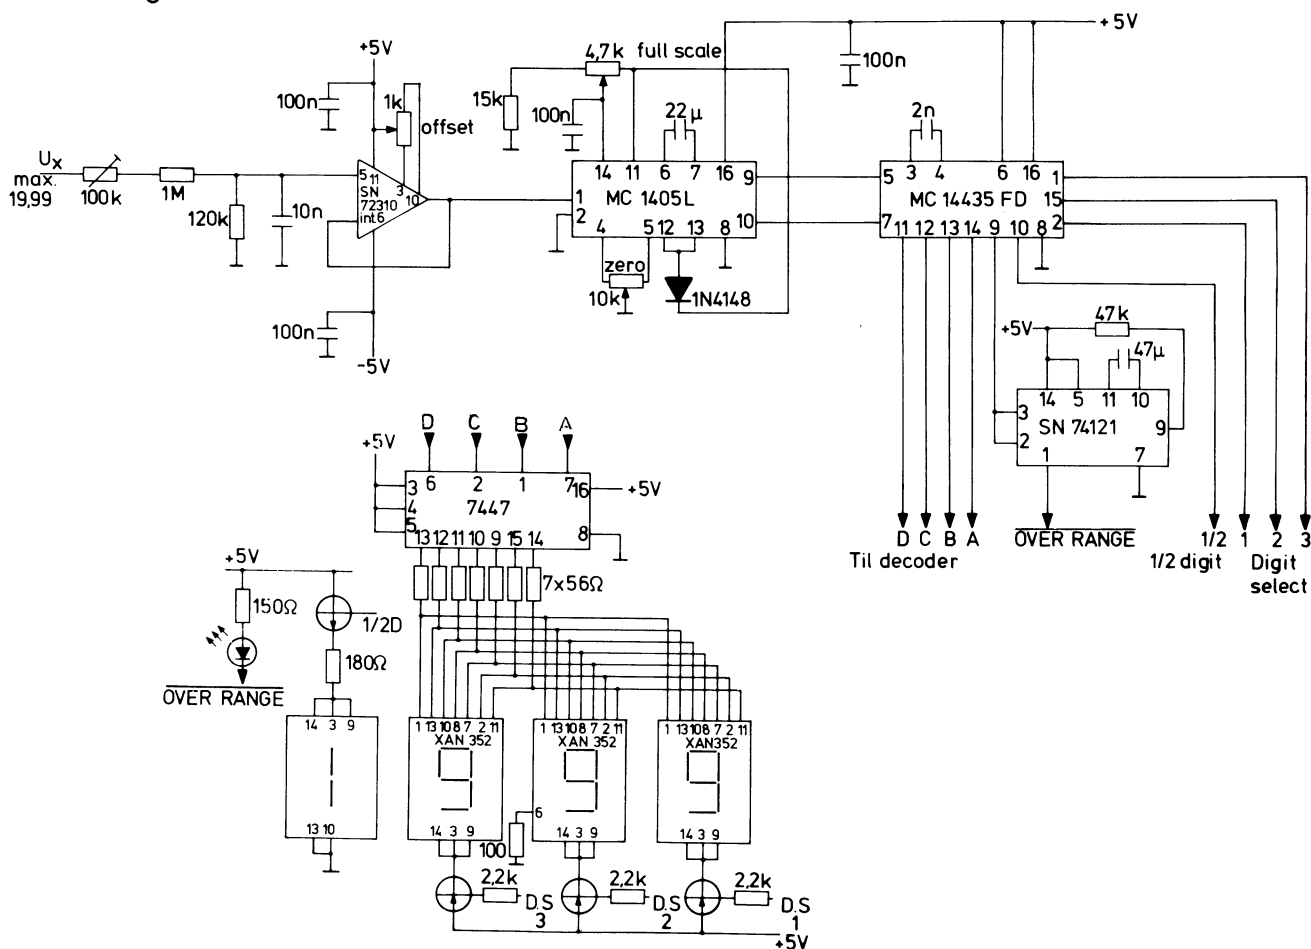 +5V
+5V
4,7k full scale
100n
100n
1k
offset
15k
100n
22μ
2n
Ux
max.
19,99
100k
1M
120k
10n
5 11
SN
72310
int6
3
10
14 11 6 7 16
1
2
MC 1405L
9
10
4 5 12 13 8
zero
10k
1N4148
3 4 6 16
5
7
MC 14435 FD
1
15
2
11 12 13 14 9 10 8
100n
-5V
47k
+5V
47μ
14 5 11 10
3
2
SN 74121
9
1 7
D C B A
Til decoder
OVER RANGE
1/2 1 2 3
1/2 digit
Digit
select
D C B A
+5V
3 6 2 1 7 16
4
5
7447
+5V
8
13 12 11 10 9 15 14
7x56Ω
+5V
150Ω
1/2D
180Ω
OVER RANGE
14 3 9
13 10
1 13 10 8 7 2 11
XAN 352
9
14 3 9
1 13 10 8 7 2 11
XAN 352
9
6
100
14 3 9
1 13 10 8 7 2 11
XAN352
9
14 3 9
2,2k
D.S
3
2,2k
D.S
2
2,2k
D.S
1
+5V